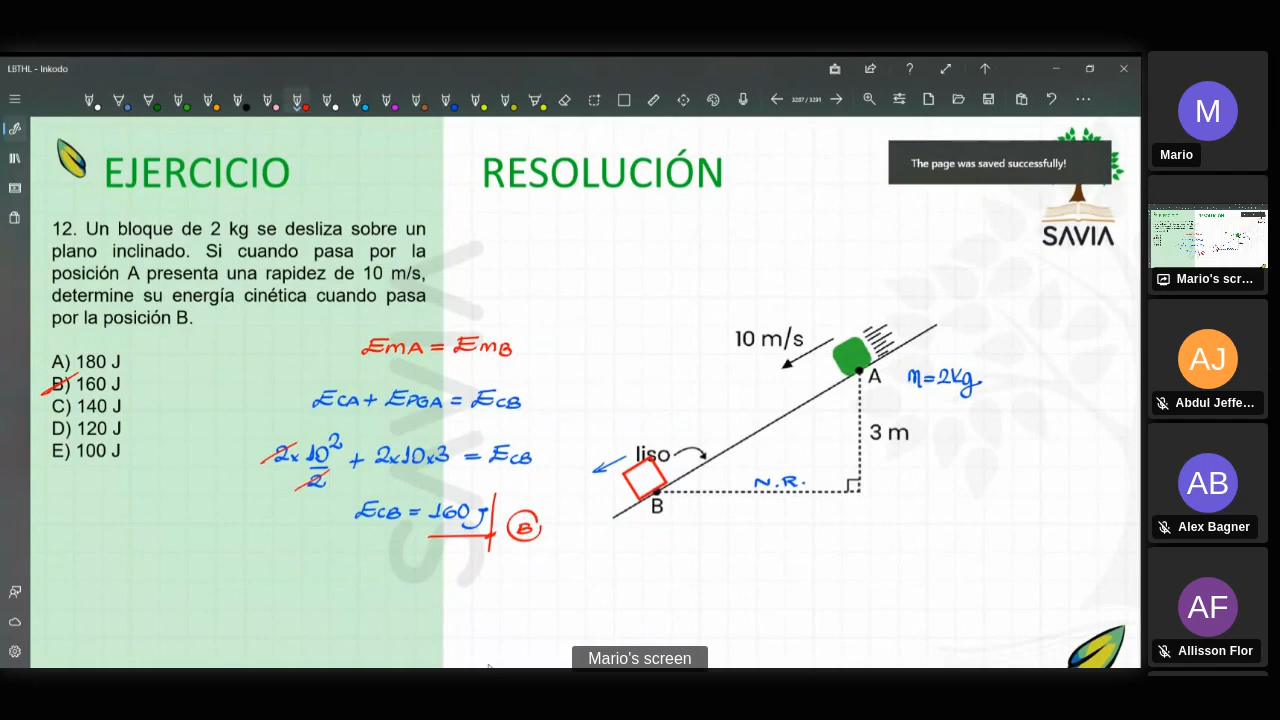 LBTHL - Inkodo
3287 / 3291
The page was saved successfully!
EJERCICIO
RESOLUCIÓN
SAVIA
12. Un bloque de 2 kg se desliza sobre un
plano inclinado. Si cuando pasa por la
posición A presenta una rapidez de 10 m/s,
determine su energía cinética cuando pasa
por la posición B.
A) 180 J
B) 160 J
C) 140 J
D) 120 J
E) 100 J
EMA = EMB
ECA + EPGA = ECB
2x 10² / 2 + 2x10x3 = ECB
ECB = 160J
B
10 m/s
A
m=2Kg
3 m
liso
N.R.
B
SAVIA
Mario's screen
M
Mario
Mario's scr...
AJ
Abdul Jeffe...
AB
Alex Bagner
AF
Allisson Flor